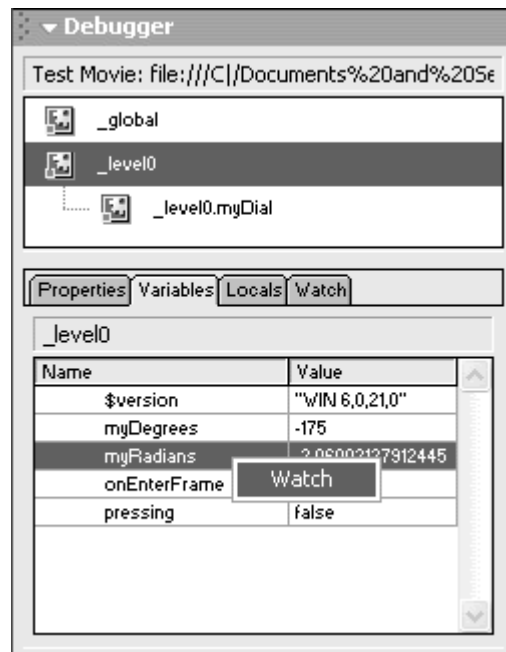 Debugger
Test Movie: file:///C|/Documents%20and%20Se
_global
_level0
_level0.myDial
Properties Variables Locals Watch
_level0
Name Value
$version "WIN 6,0,21,0"
myDegrees -175
myRadians
Watch
onEnterFrame
pressing false